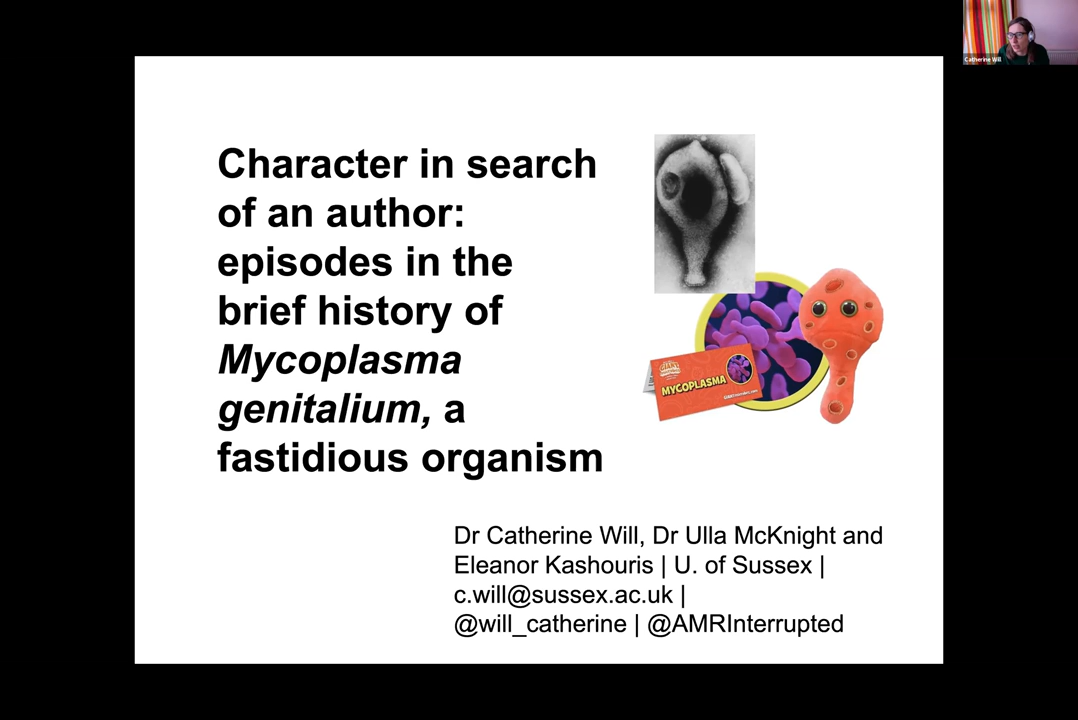 Catherine Will
Character in search
of an author:
episodes in the
brief history of
Mycoplasma
genitalium, a
fastidious organism
MYCOPLASMA
Dr Catherine Will, Dr Ulla McKnight and
Eleanor Kashouris | U. of Sussex |
c.will@sussex.ac.uk |
@will_catherine | @AMRInterrupted